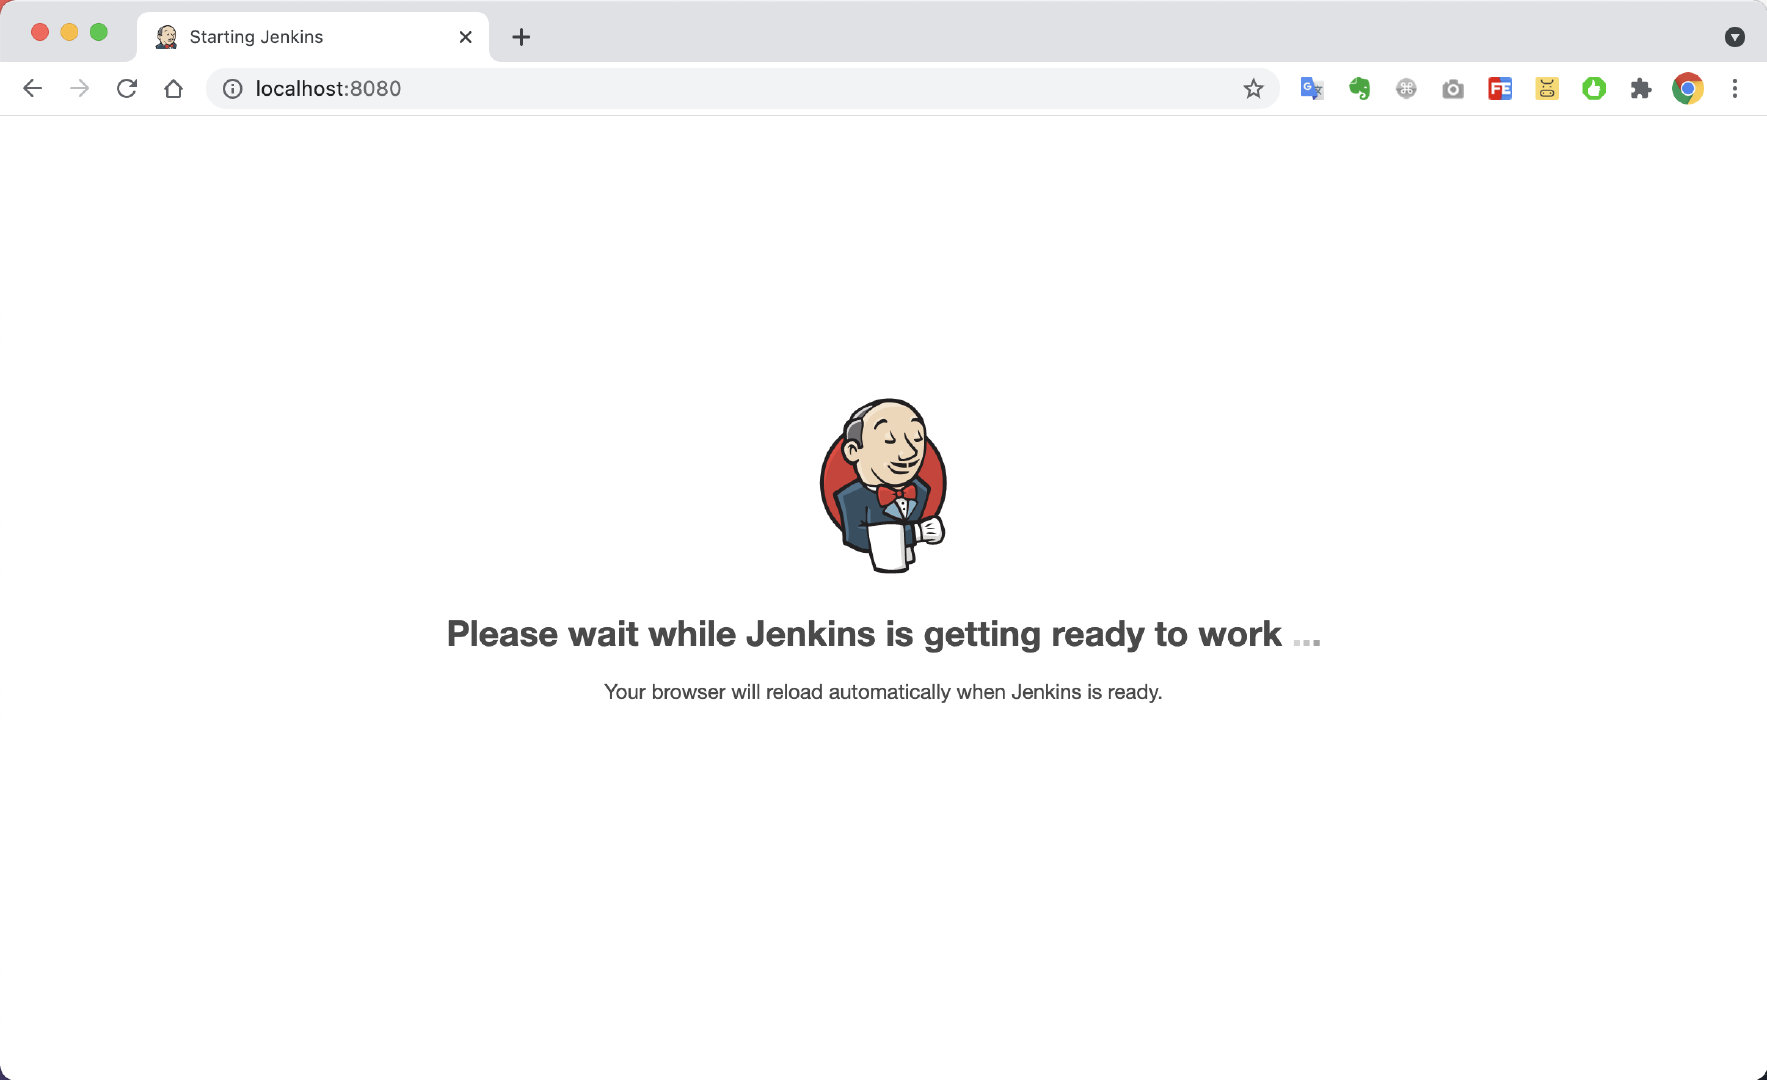 Starting Jenkins
localhost:8080
FE
Please wait while Jenkins is getting ready to work ...
Your browser will reload automatically when Jenkins is ready.